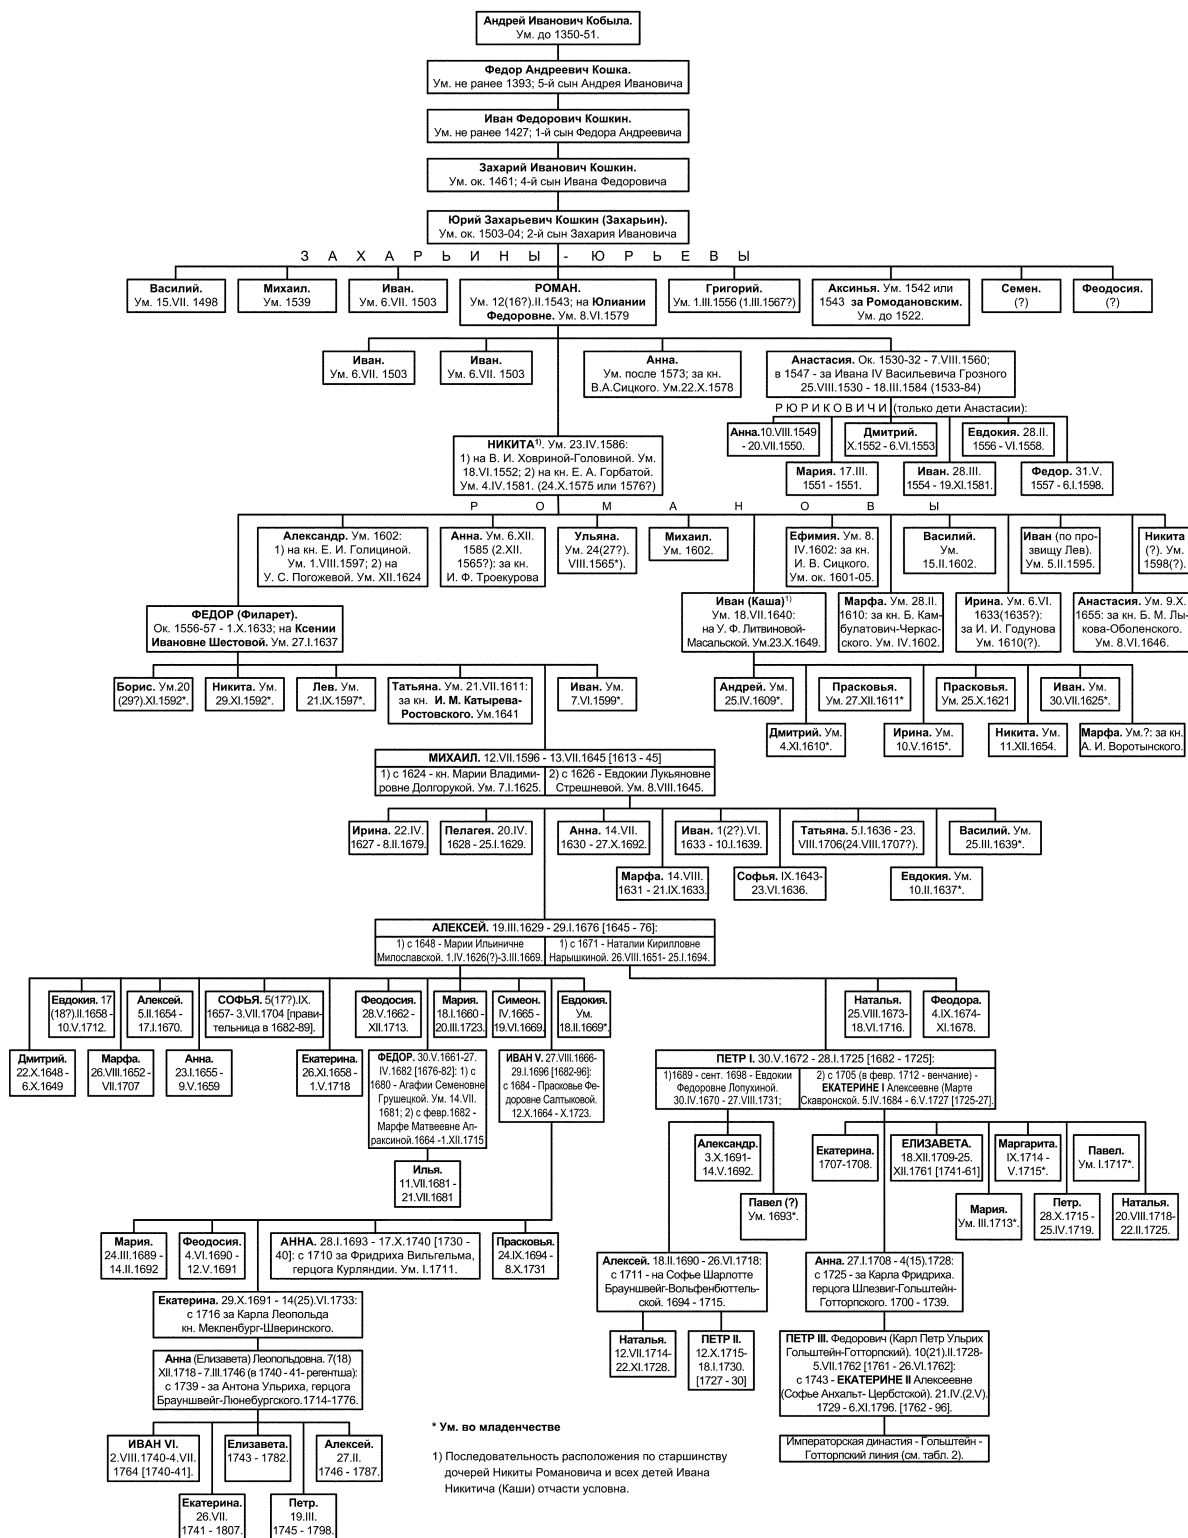 Андрей Иванович Кобыла.
Ум. до 1350-51.
Федор Андреевич Кошка.
Ум. не ранее 1393; 5-й сын Андрея Ивановича
Иван Федорович Кошкин.
Ум. не ранее 1427; 1-й сын Федора Андреевича
Захарий Иванович Кошкин.
Ум. ок. 1461; 4-й сын Ивана Федоровича
Юрий Захарьевич Кошкин (Захарьин).
Ум. ок. 1503-04; 2-й сын Захария Ивановича
З А Х А Р Ь И Н Ы - Ю Р Ь Е В Ы
Василий.
Ум. 15.VII. 1498
Михаил.
Ум. 1539
Иван.
Ум. 6.VII. 1503
РОМАН.
Ум. 12(16?).II.1543; на Юлиании
Федоровне. Ум. 8.VI.1579
Григорий.
Ум. 1.III.1556 (1.III.1567?)
Аксинья. Ум. 1542 или
1543 за Ромодановским.
Ум. до 1522.
Семен.
(?)
Феодосия.
(?)
Иван.
Ум. 6.VII. 1503
Иван.
Ум. 6.VII. 1503
Анна.
Ум. после 1573; за кн.
В.А.Сицкого. Ум.22.X.1578
Анастасия. Ок. 1530-32 - 7.VIII.1560;
в 1547 - за Ивана IV Васильевича Грозного
25.VIII.1530 - 18.III.1584 (1533-84)
РЮРИКОВИЧИ (только дети Анастасии):
Анна.10.VIII.1549
- 20.VII.1550.
Дмитрий.
X.1552 - 6.VI.1553
Евдокия. 28.II.
1556 - VI.1558.
Мария. 17.III.
1551 - 1551.
Иван. 28.III.
1554 - 19.XI.1581.
Федор. 31.V.
1557 - 6.I.1598.
НИКИТА1). Ум. 23.IV.1586:
1) на В. И. Ховриной-Головиной. Ум.
18.VI.1552; 2) на кн. Е. А. Горбатой.
Ум. 4.IV.1581. (24.X.1575 или 1576?)
Р О М А Н О В Ы
Александр. Ум. 1602:
1) на кн. Е. И. Голициной.
Ум. 1.VIII.1597; 2) на
У. С. Погожевой. Ум. XII.1624
Анна. Ум. 6.XII.
1585 (2.XII.
1565?): за кн.
И. Ф. Троекурова
Ульяна.
Ум. 24(27?).
VIII.1565*).
Михаил.
Ум. 1602.
Ефимия. Ум. 8.
IV.1602: за кн.
И. В. Сицкого.
Ум. ок. 1601-05.
Василий.
Ум.
15.II.1602.
Иван (по про-
звищу Лев).
Ум. 5.II.1595.
Никита
(?). Ум.
1598(?).
ФЕДОР (Филарет).
Ок. 1556-57 - 1.X.1633; на Ксении
Ивановне Шестовой. Ум. 27.I.1637
Иван (Каша)1)
Ум. 18.VII.1640:
на У. Ф. Литвиновой-
Масальской. Ум.23.X.1649.
Марфа. Ум. 28.II.
1610: за кн. Б. Кам-
булатович-Черкас-
ского. Ум. IV.1602.
Ирина. Ум. 6.VI.
1633(1635?):
за И. И. Годунова
Ум. 1610(?).
Анастасия. Ум. 9.X.
1655: за кн. Б. М. Лы-
кова-Оболенского.
Ум. 8.VI.1646.
Борис. Ум.20
(29?).XI.1592*.
Никита. Ум.
29.XI.1592*.
Лев. Ум.
21.IX.1597*.
Татьяна. Ум. 21.VII.1611:
за кн. И. М. Катырева-
Ростовского. Ум.1641
Иван. Ум.
7.VI.1599*.
Андрей. Ум.
25.IV.1609*.
Прасковья.
Ум. 27.XII.1611*
Прасковья.
Ум. 25.X.1621
Иван. Ум.
30.VII.1625*.
Дмитрий. Ум.
4.XI.1610*.
Ирина. Ум.
10.V.1615*.
Никита. Ум.
11.XII.1654.
Марфа. Ум.?: за кн.
А. И. Воротынского.
МИХАИЛ. 12.VII.1596 - 13.VII.1645 [1613 - 45]
1) с 1624 - кн. Марии Владими-
ровне Долгорукой. Ум. 7.I.1625.
2) с 1626 - Евдокии Лукьяновне
Стрешневой. Ум. 8.VIII.1645.
Ирина. 22.IV.
1627 - 8.II.1679.
Пелагея. 20.IV.
1628 - 25.I.1629.
Анна. 14.VII.
1630 - 27.X.1692.
Иван. 1(2?).VI.
1633 - 10.I.1639.
Татьяна. 5.I.1636 - 23.
VIII.1706(24.VIII.1707?).
Василий. Ум.
25.III.1639*.
Марфа. 14.VIII.
1631 - 21.IX.1633.
Софья. IX.1643-
23.VI.1636.
Евдокия. Ум.
10.II.1637*.
АЛЕКСЕЙ. 19.III.1629 - 29.I.1676 [1645 - 76]:
1) с 1648 - Марии Ильиничне
Милославской. 1.IV.1626(?)-3.III.1669.
1) с 1671 - Наталии Кирилловне
Нарышкиной. 26.VIII.1651- 25.I.1694.
Евдокия. 17
(18?).II.1658 -
10.V.1712.
Алексей.
5.II.1654 -
17.I.1670.
СОФЬЯ. 5(17?).IX.
1657- 3.VII.1704 [прави-
тельница в 1682-89].
Феодосия.
28.V.1662 -
XII.1713.
Мария.
18.I.1660 -
20.III.1723.
Симеон.
IV.1665 -
19.VI.1669.
Евдокия.
Ум.
18.II.1669*.
Наталья.
25.VIII.1673-
18.VI.1716.
Феодора.
4.IX.1674-
XI.1678.
Дмитрий.
22.X.1648 -
6.X.1649
Марфа.
26.VIII.1652
-VII.1707
Анна.
23.I.1655 -
9.V.1659
Екатерина.
26.XI.1658 -
1.V.1718
ФЕДОР. 30.V.1661-27.
IV.1682 [1676-82]: 1) с
1680 - Агафии Семеновне
Грушецкой. Ум. 14.VII.
1681; 2) с февр.1682 -
Марфе Матвеевне Ап-
раксиной.1664 -1.XII.1715
ИВАН V. 27.VIII.1666-
29.I.1696 [1682-96]:
с 1684 - Прасковье Фе-
доровне Салтыковой.
12.X.1664 - X.1723.
ПЕТР I. 30.V.1672 - 28.I.1725 [1682 - 1725]:
1)1689 - сент. 1698 - Евдокии
Федоровне Лопухиной.
30.IV.1670 - 27.VIII.1731;
2) с 1705 (в февр. 1712 - венчание) -
ЕКАТЕРИНЕ I Алексеевне (Марте
Скавронской. 5.IV.1684 - 6.V.1727 [1725-27].
Илья.
11.VII.1681 -
21.VII.1681
Александр.
3.X.1691-
14.V.1692.
Павел (?)
Ум. 1693*.
Екатерина.
1707-1708.
ЕЛИЗАВЕТА.
18.XII.1709-25.
XII.1761 [1741-61]
Маргарита.
IX.1714 -
V.1715*.
Павел.
Ум. I.1717*.
Мария.
Ум. III.1713*.
Петр.
28.X.1715 -
25.IV.1719.
Наталья.
20.VIII.1718-
22.II.1725.
Мария.
24.III.1689 -
14.II.1692
Феодосия.
4.VI.1690 -
12.V.1691
АННА. 28.I.1693 - 17.X.1740 [1730 -
40]: с 1710 за Фридриха Вильгельма,
герцога Курляндии. Ум. I.1711.
Прасковья.
24.IX.1694 -
8.X.1731
Екатерина. 29.X.1691 - 14(25).VI.1733:
с 1716 за Карла Леопольда
кн. Мекленбург-Шверинского.
Алексей. 18.II.1690 - 26.VI.1718:
с 1711 - на Софье Шарлотте
Брауншвейг-Вольфенбюттель-
ской. 1694 - 1715.
Анна. 27.I.1708 - 4(15).1728:
с 1725 - за Карла Фридриха.
герцога Шлезвиг-Гольштейн-
Готторпского. 1700 - 1739.
Анна (Елизавета) Леопольдовна. 7(18)
XII.1718 - 7.III.1746 (в 1740 - 41- регентша):
с 1739 - за Антона Ульриха, герцога
Брауншвейг-Люнебургского.1714-1776.
Наталья.
12.VII.1714-
22.XI.1728.
ПЕТР II.
12.X.1715-
18.I.1730.
[1727 - 30]
ПЕТР III. Федорович (Карл Петр Ульрих
Гольштейн-Готторпский). 10(21).II.1728-
5.VII.1762 [1761 - 26.VI.1762]:
с 1743 - ЕКАТЕРИНЕ II Алексеевне
(Софье Анхальт- Цербстской). 21.IV.(2.V).
1729 - 6.XI.1796. [1762 - 96].
Императорская династия - Гольштейн -
Готторпский линия (см. табл. 2).
ИВАН VI.
2.VIII.1740-4.VII.
1764 [1740-41].
Елизавета.
1743 - 1782.
Алексей.
27.II.
1746 - 1787.
Екатерина.
26.VII.
1741 - 1807.
Петр.
19.III.
1745 - 1798.
* Ум. во младенчестве
1) Последовательность расположения по старшинству
дочерей Никиты Романовича и всех детей Ивана
Никитича (Каши) отчасти условна.